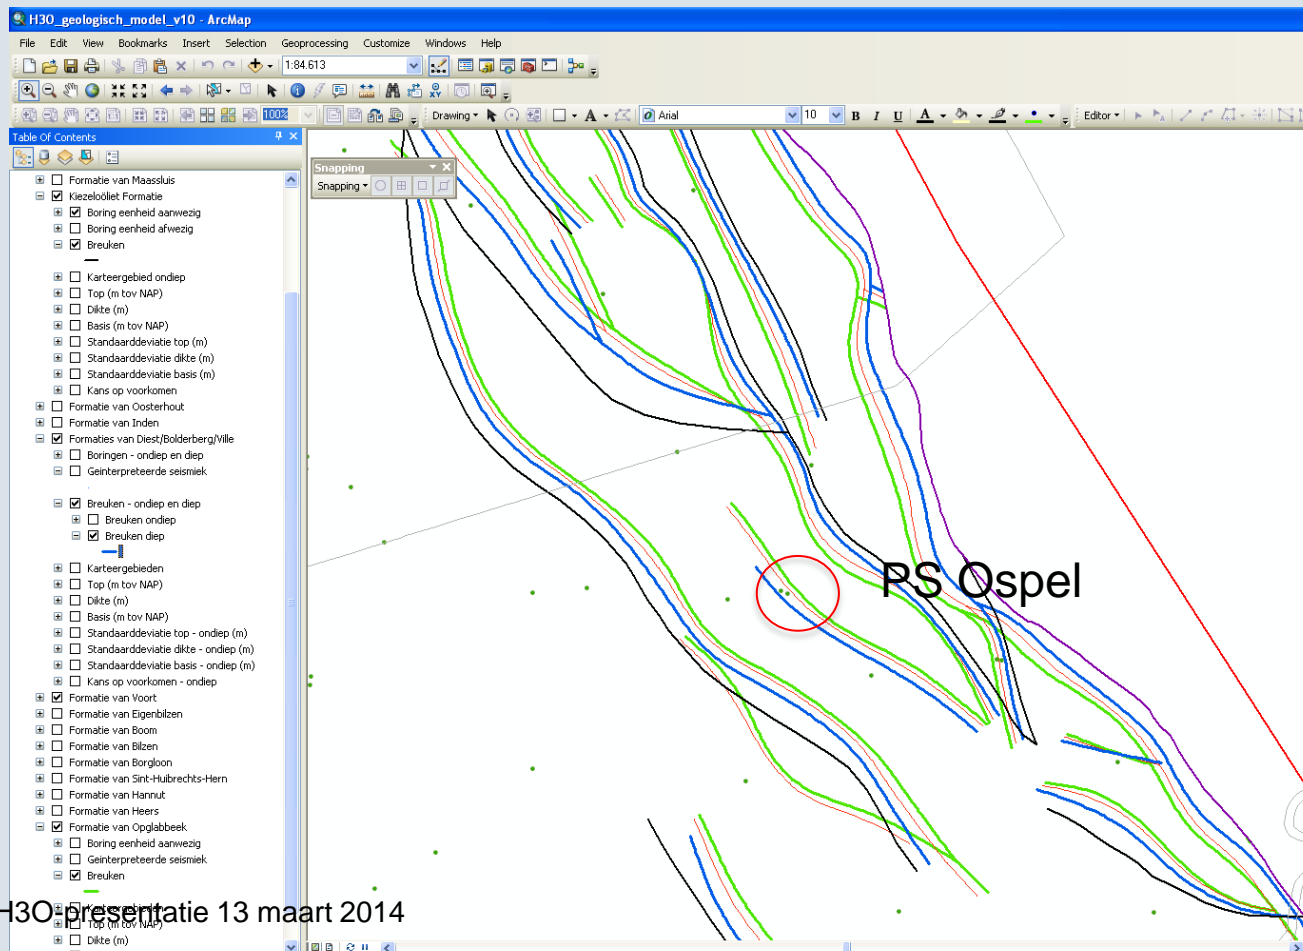 H3O_geologisch_model_v10 - ArcMap
File Edit View Bookmarks Insert Selection Geoprocessing Customize Windows Help
1:84.613
100% Drawing Arial 10 B I U A Editor
Table Of Contents
Snapping
Snapping
Formatie van Maassluis
Kiezeloöliet Formatie
Boring eenheid aanwezig
Boring eenheid afwezig
Breuken
Karteergebied ondiep
Top (m tov NAP)
Dikte (m)
Basis (m tov NAP)
Standaarddeviatie top (m)
Standaarddeviatie dikte (m)
Standaarddeviatie basis (m)
Kans op voorkomen
Formatie van Oosterhout
Formatie van Inden
Formaties van Diest/Bolderberg/Ville
Boringen - ondiep en diep
Geinterpreteerde seismiek
Breuken - ondiep en diep
Breuken ondiep
Breuken diep
Karteergebieden
Top (m tov NAP)
Dikte (m)
Basis (m tov NAP)
Standaarddeviatie top - ondiep (m)
Standaarddeviatie dikte - ondiep (m)
Standaarddeviatie basis - ondiep (m)
Kans op voorkomen - ondiep
Formatie van Voort
Formatie van Eigenbilzen
Formatie van Boom
Formatie van Bilzen
Formatie van Borgloon
Formatie van Sint-Huibrechts-Hern
Formatie van Hannut
Formatie van Heers
Formatie van Opglabbeek
Boring eenheid aanwezig
Geinterpreteerde seismiek
Breuken
Karteergebieden
Top (m tov NAP)
Dikte (m)
PS Ospel
H3O-presentatie 13 maart 2014